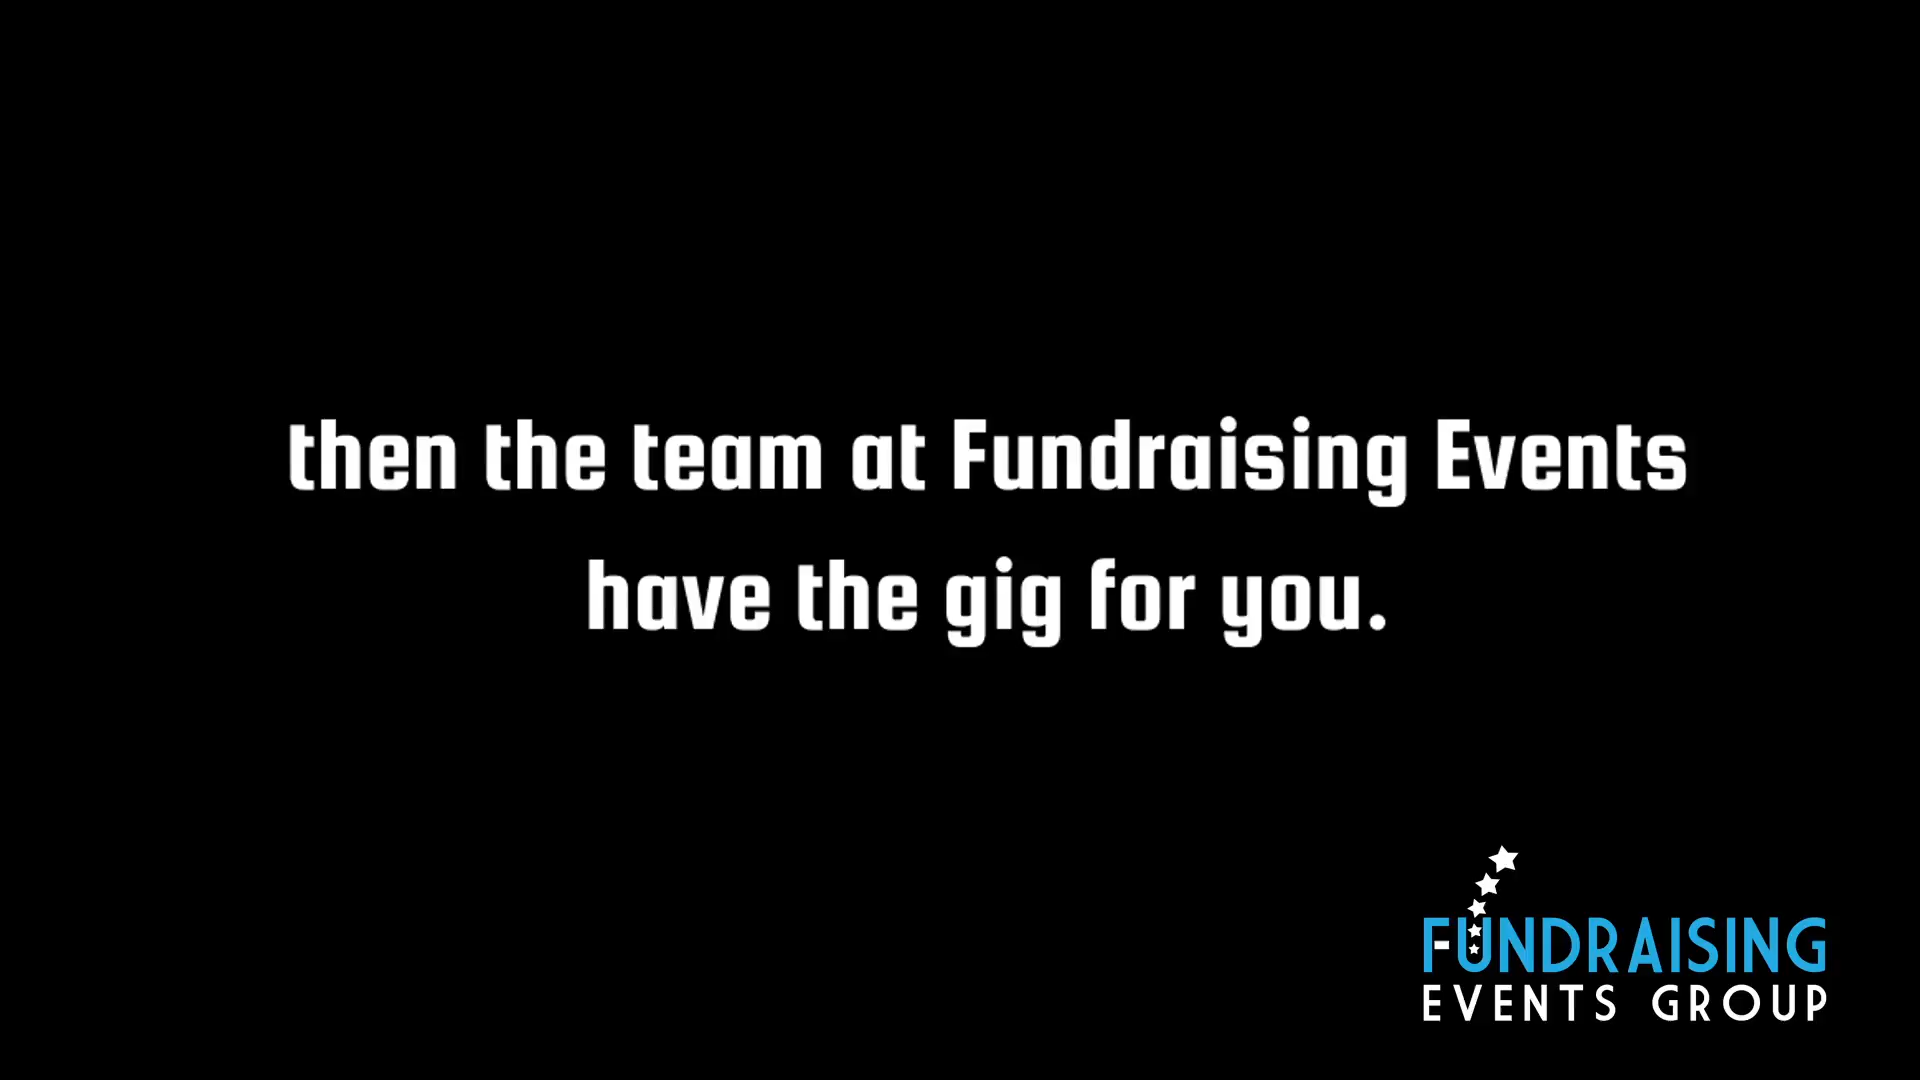 then the team at Fundraising Events
have the gig for you.
FUNDRAISING
EVENTS GROUP